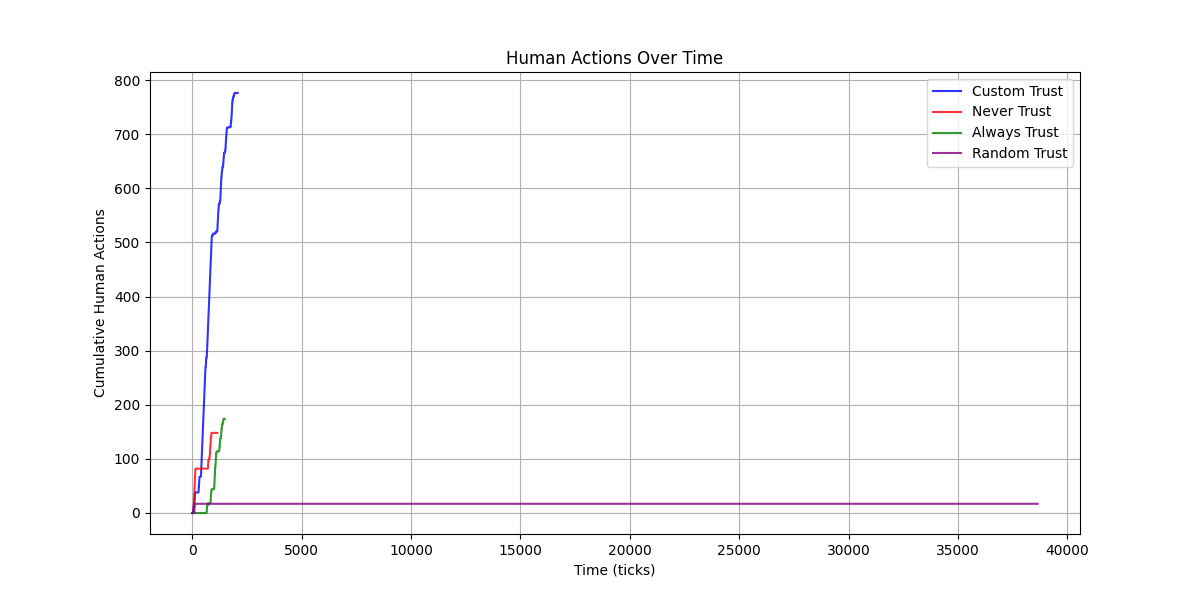 Human Actions Over Time
Custom Trust
Never Trust
Always Trust
Random Trust
Cumulative Human Actions
800
700
600
500
400
300
200
100
0
0 5000 10000 15000 20000 25000 30000 35000 40000
Time (ticks)